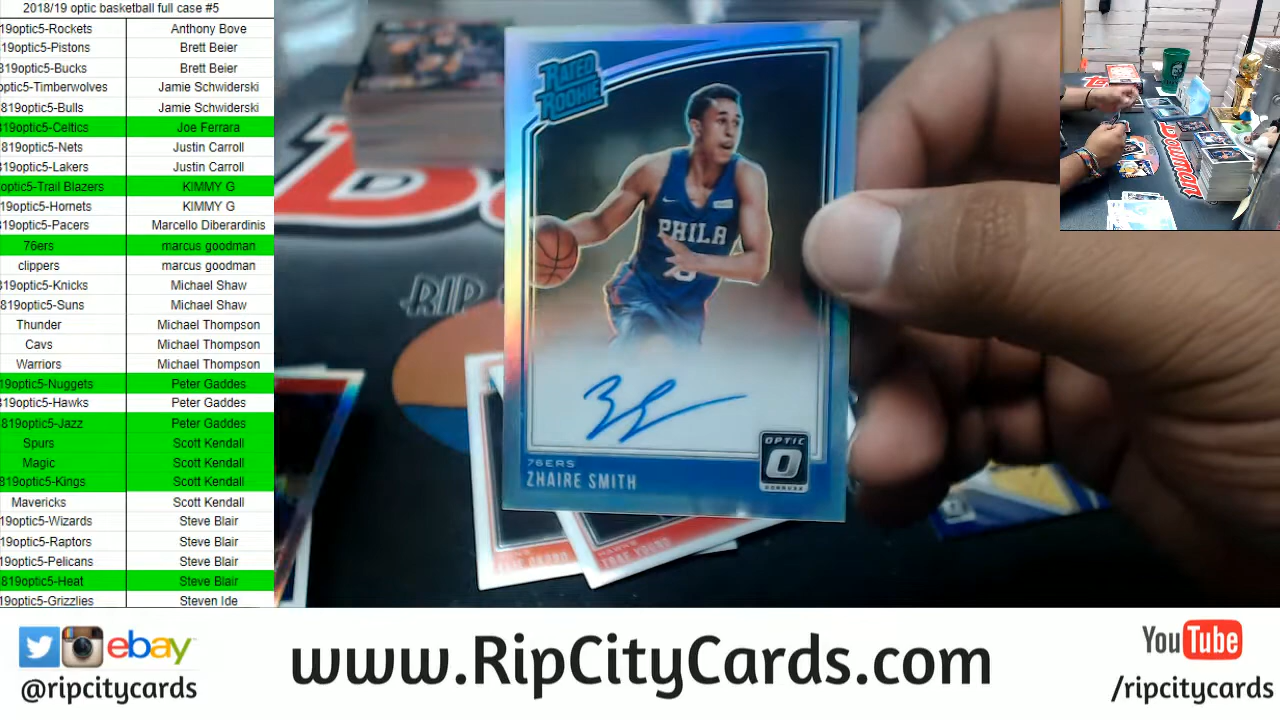 2018/19 optic basketball full case #5
19optic5-Rockets Anthony Bove
19optic5-Pistons Brett Beier
819optic5-Bucks Brett Beier
optic5-Timberwolves Jamie Schwiderski
819optic5-Bulls Jamie Schwiderski
819optic5-Celtics Joe Ferrara
819optic5-Nets Justin Carroll
819optic5-Lakers Justin Carroll
optic5-Trail Blazers KIMMY G
19optic5-Hornets KIMMY G
19optic5-Pacers Marcello Diberardinis
76ers marcus goodman
clippers marcus goodman
819optic5-Knicks Michael Shaw
819optic5-Suns Michael Shaw
Thunder Michael Thompson
Cavs Michael Thompson
Warriors Michael Thompson
19optic5-Nuggets Peter Gaddes
819optic5-Hawks Peter Gaddes
819optic5-Jazz Peter Gaddes
Spurs Scott Kendall
Magic Scott Kendall
819optic5-Kings Scott Kendall
Mavericks Scott Kendall
19optic5-Wizards Steve Blair
19optic5-Raptors Steve Blair
19optic5-Pelicans Steve Blair
819optic5-Heat Steve Blair
19optic5-Grizzlies Steven Ide
RATED
ROOKIE
PHILA
OPTIC
DONRUSS
76ERS
ZHAIRE SMITH
RIP
HAWKS
TRAE YOUNG
ebay
@ripcitycards
www.RipCityCards.com
YouTube
/ripcitycards